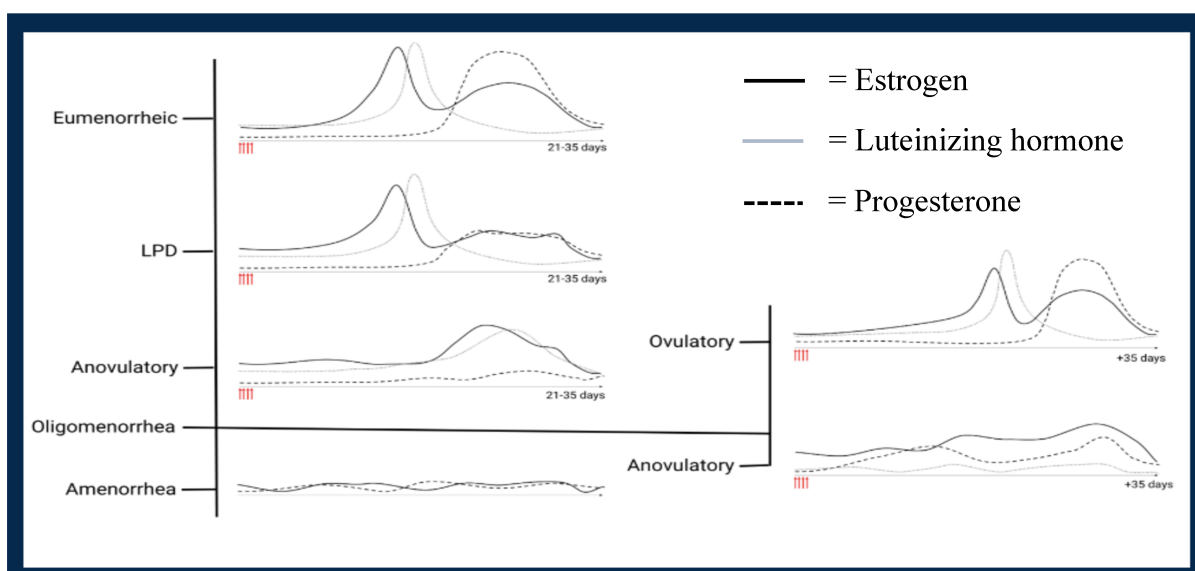 = Estrogen
= Luteinizing hormone
= Progesterone
Eumenorrheic
21-35 days
LPD
21-35 days
Anovulatory
21-35 days
Oligomenorrhea
Amenorrhea
Ovulatory
+35 days
Anovulatory
+35 days